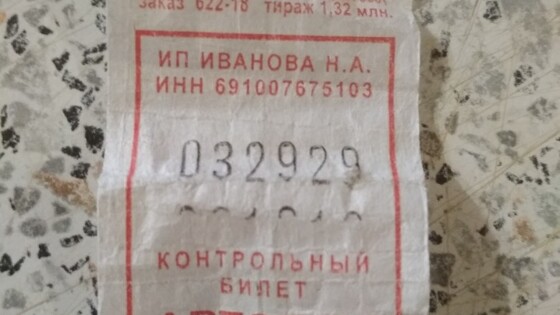 заказ 622-18 тираж 1,32 млн.
ИП ИВАНОВА Н.А.
ИНН 691007675103
032929
КОНТРОЛЬНЫЙ
БИЛЕТ